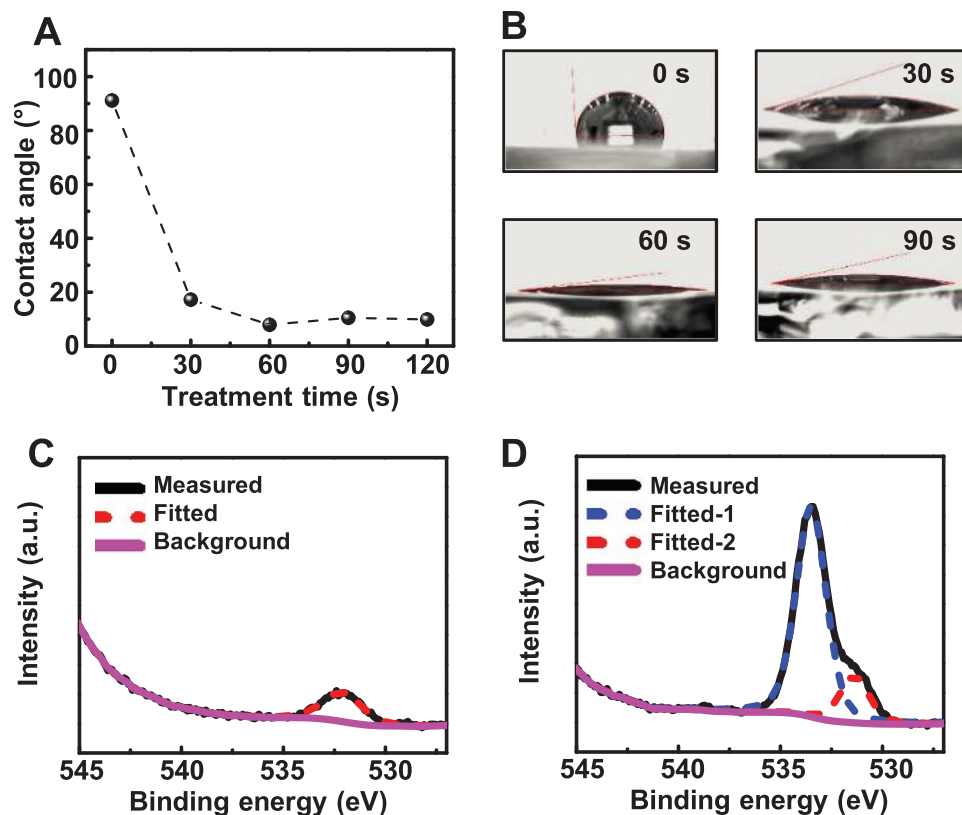 A
Contact angle (°)
100
80
60
40
20
0
0 30 60 90 120
Treatment time (s)
B
0 s
30 s
60 s
90 s
C
Measured
Fitted
Background
Intensity (a.u.)
545 540 535 530
Binding energy (eV)
D
Measured
Fitted-1
Fitted-2
Background
Intensity (a.u.)
545 540 535 530
Binding energy (eV)